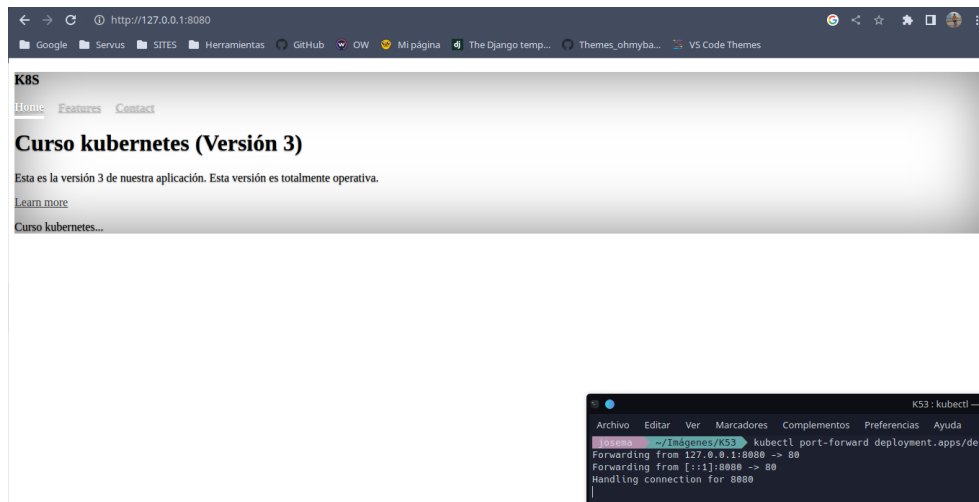 http://127.0.0.1:8080
Google Servus SITES Herramientas GitHub OW Mi página The Django temp... Themes_ohmyba... VS Code Themes
K8S
Home Features Contact
Curso kubernetes (Versión 3)
Esta es la versión 3 de nuestra aplicación. Esta versión es totalmente operativa.
Learn more
Curso kubernetes...
K53 : kubectl —
Archivo Editar Ver Marcadores Complementos Preferencias Ayuda
josema ~/Imágenes/K53 kubectl port-forward deployment.apps/de
Forwarding from 127.0.0.1:8080 -> 80
Forwarding from [::1]:8080 -> 80
Handling connection for 8080